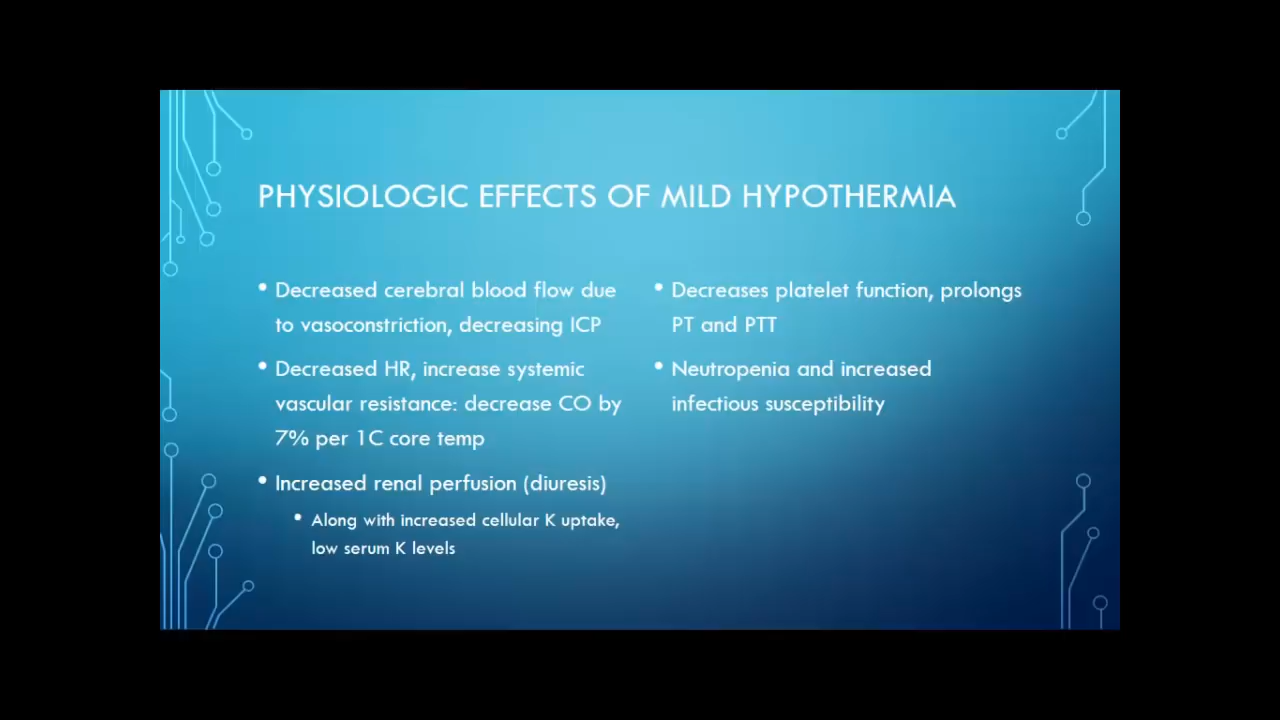 PHYSIOLOGIC EFFECTS OF MILD HYPOTHERMIA
• Decreased cerebral blood flow due
to vasoconstriction, decreasing ICP
• Decreased HR, increase systemic
vascular resistance: decrease CO by
7% per 1C core temp
• Increased renal perfusion (diuresis)
• Along with increased cellular K uptake,
low serum K levels
• Decreases platelet function, prolongs
PT and PTT
• Neutropenia and increased
infectious susceptibility